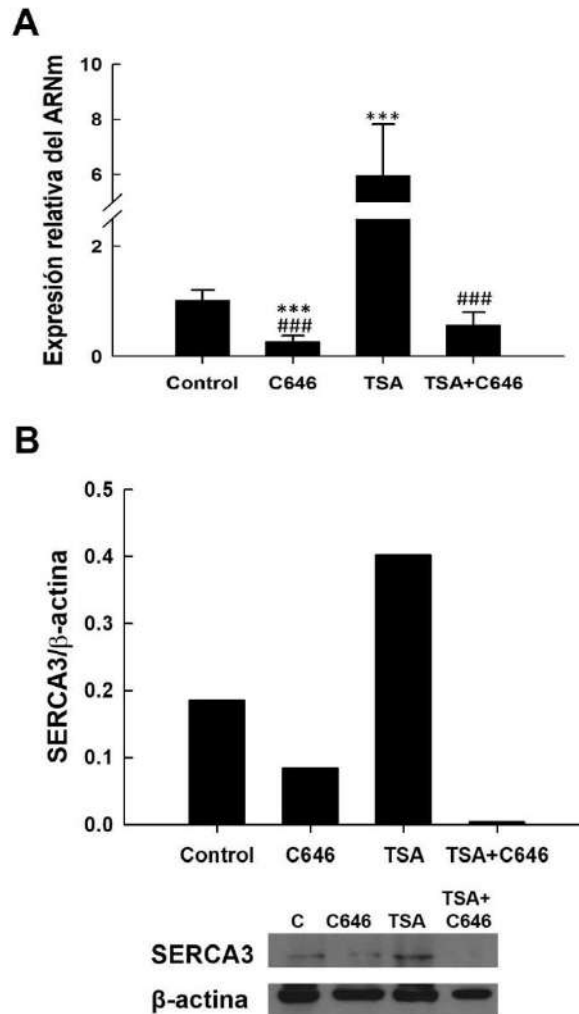 A
Expresión relativa del ARNm
10
8
6
2
0
***
***
###
###
Control C646 TSA TSA+C646
B
SERCA3/β-actina
0.5
0.4
0.3
0.2
0.1
0.0
Control C646 TSA TSA+C646
C C646 TSA TSA+
C646
SERCA3
β-actina